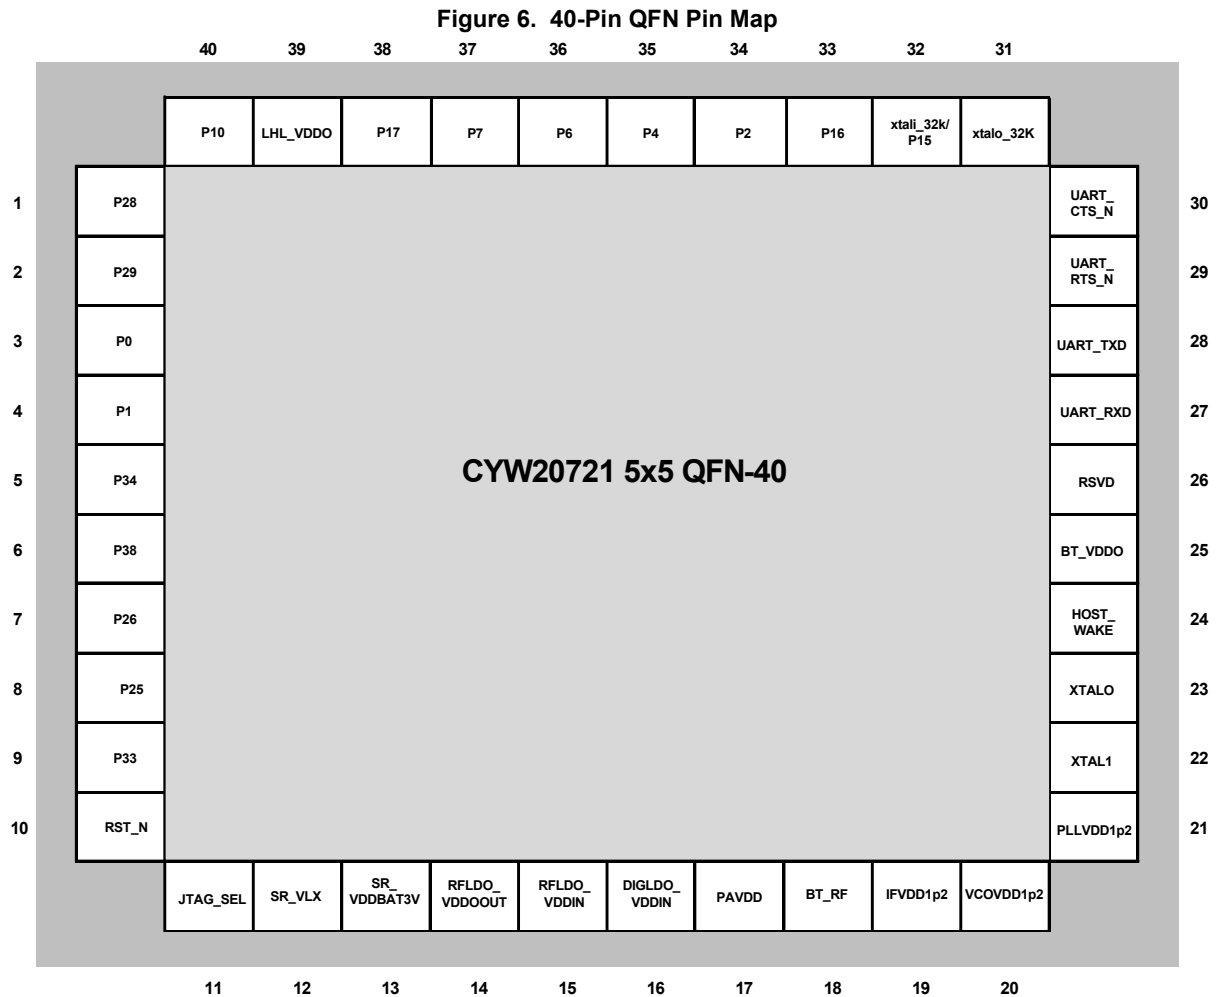 Figure 6. 40-Pin QFN Pin Map
40 39 38 37 36 35 34 33 32 31
P10 LHL_VDDO P17 P7 P6 P4 P2 P16 xtali_32k/ P15 xtalo_32K
1 P28 UART_ CTS_N 30
2 P29 UART_ RTS_N 29
3 P0 UART_TXD 28
4 P1 UART_RXD 27
CYW20721 5x5 QFN-40
5 P34 RSVD 26
6 P38 BT_VDDO 25
7 P26 HOST_ WAKE 24
8 P25 XTALO 23
9 P33 XTAL1 22
10 RST_N PLLVDD1p2 21
JTAG_SEL SR_VLX SR_ VDDBAT3V RFLDO_ VDDOOUT RFLDO_ VDDIN DIGLDO_ VDDIN PAVDD BT_RF IFVDD1p2 VCOVDD1p2
11 12 13 14 15 16 17 18 19 20